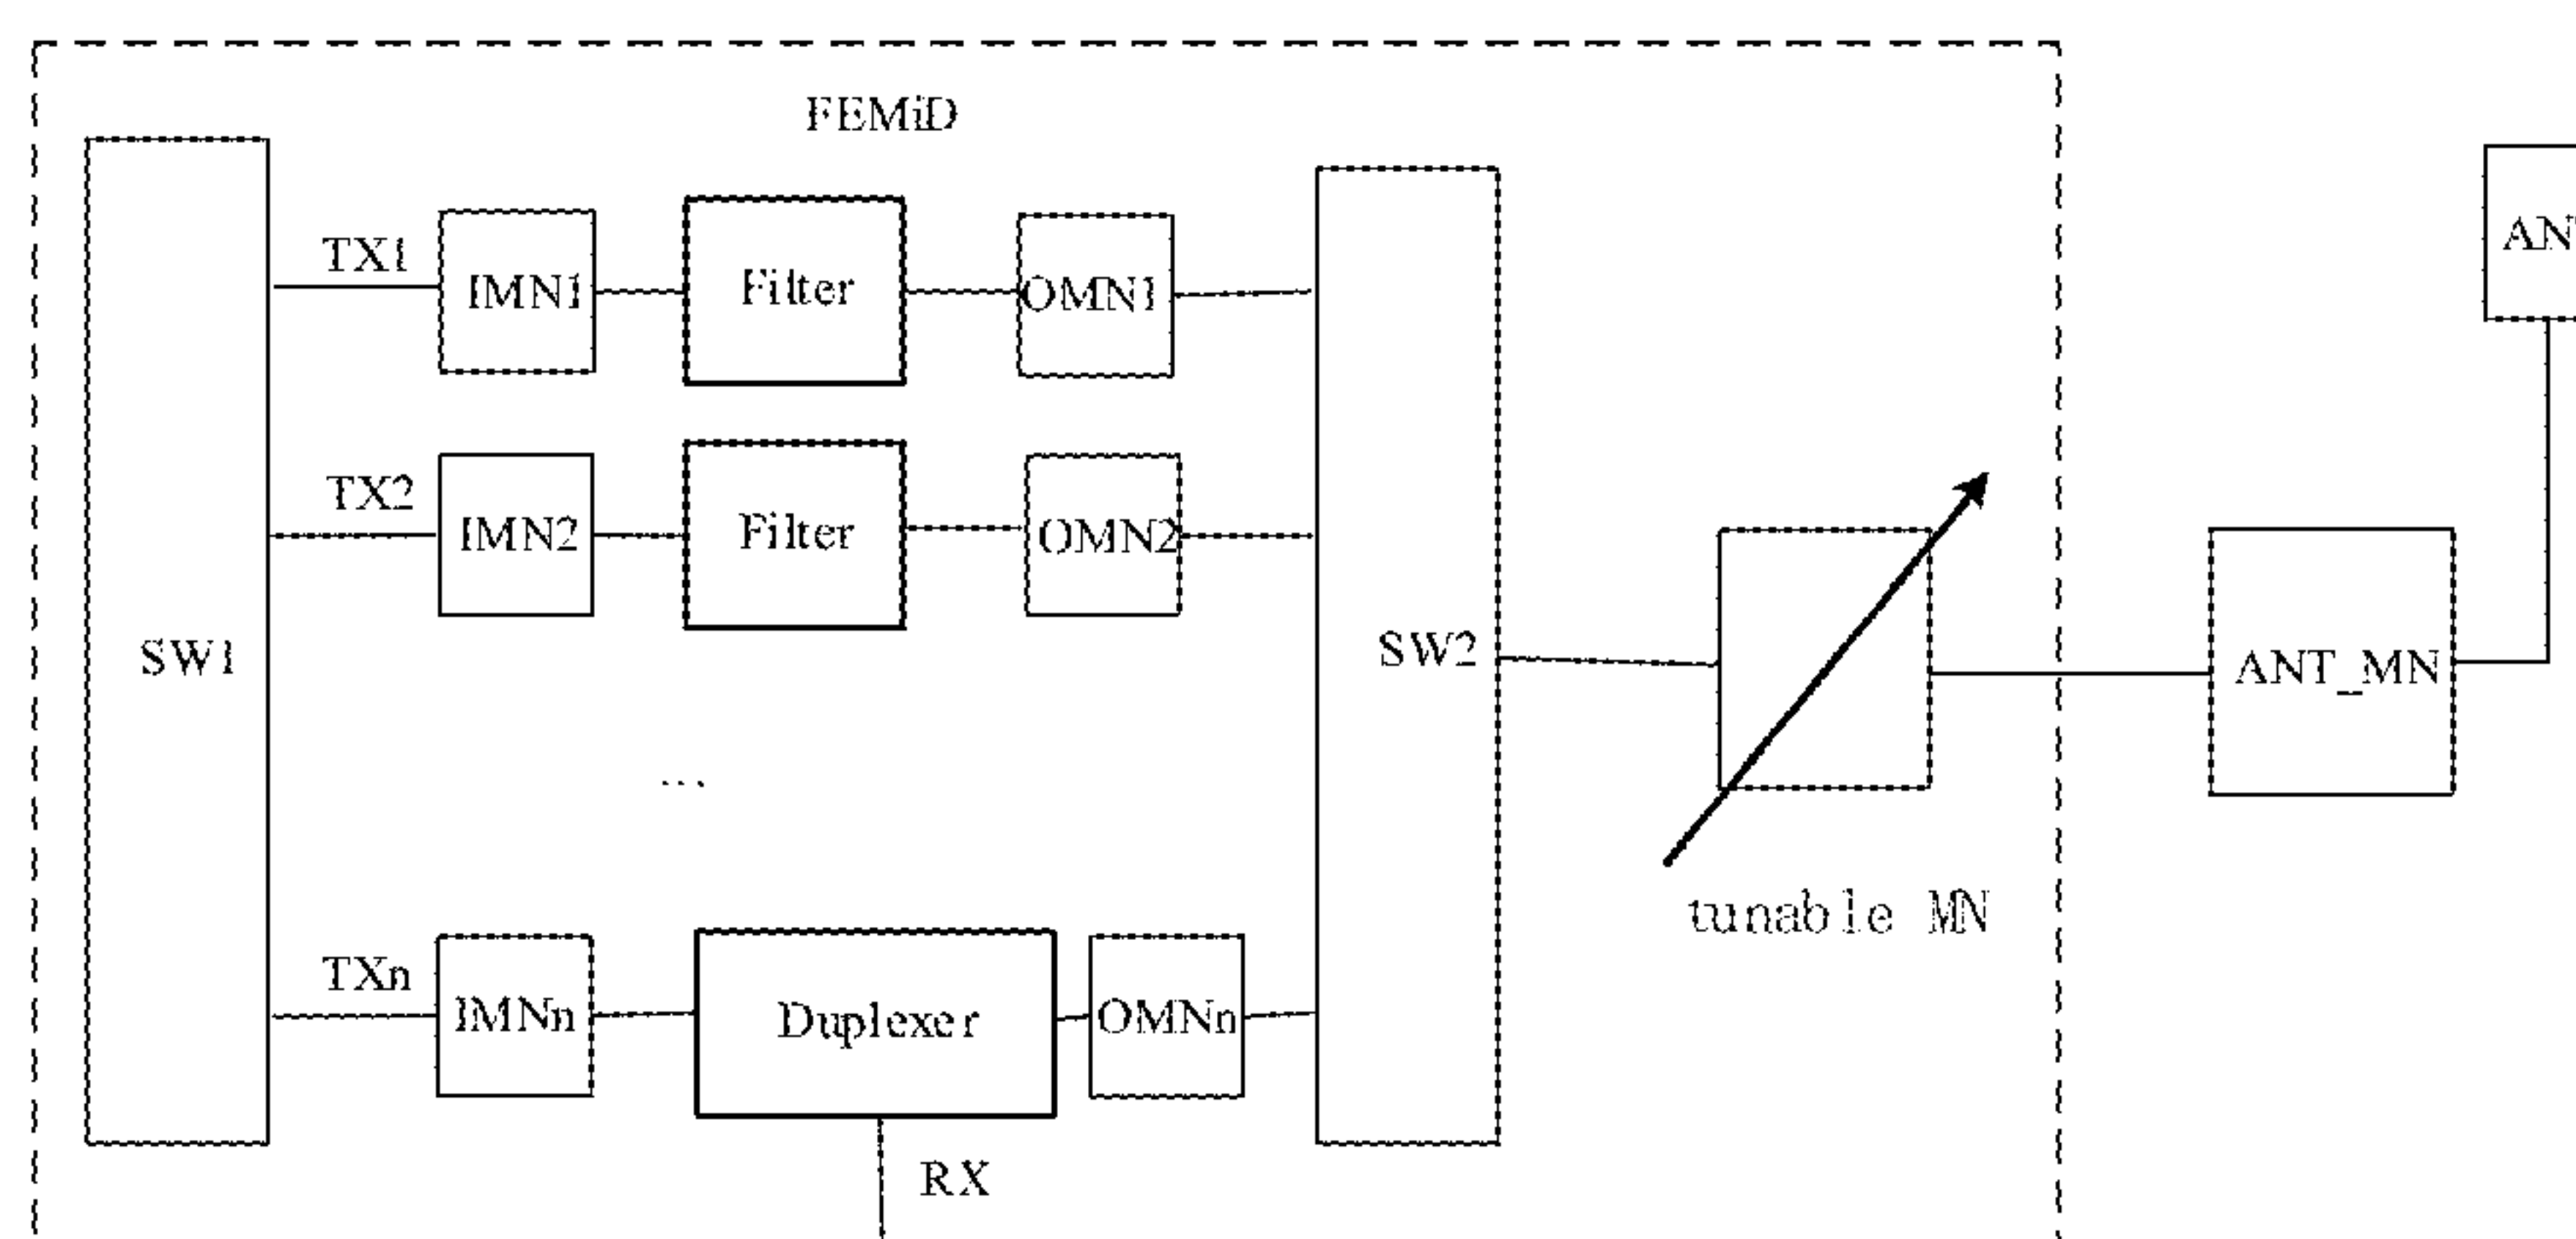 FEMiD
TX1
IMN1
Filter
OMN1
TX2
IMN2
Filter
OMN2
SW1
SW2
ANT_MN
...
tunable MN
TXn
IMNn
Duplexer
OMNn
RX